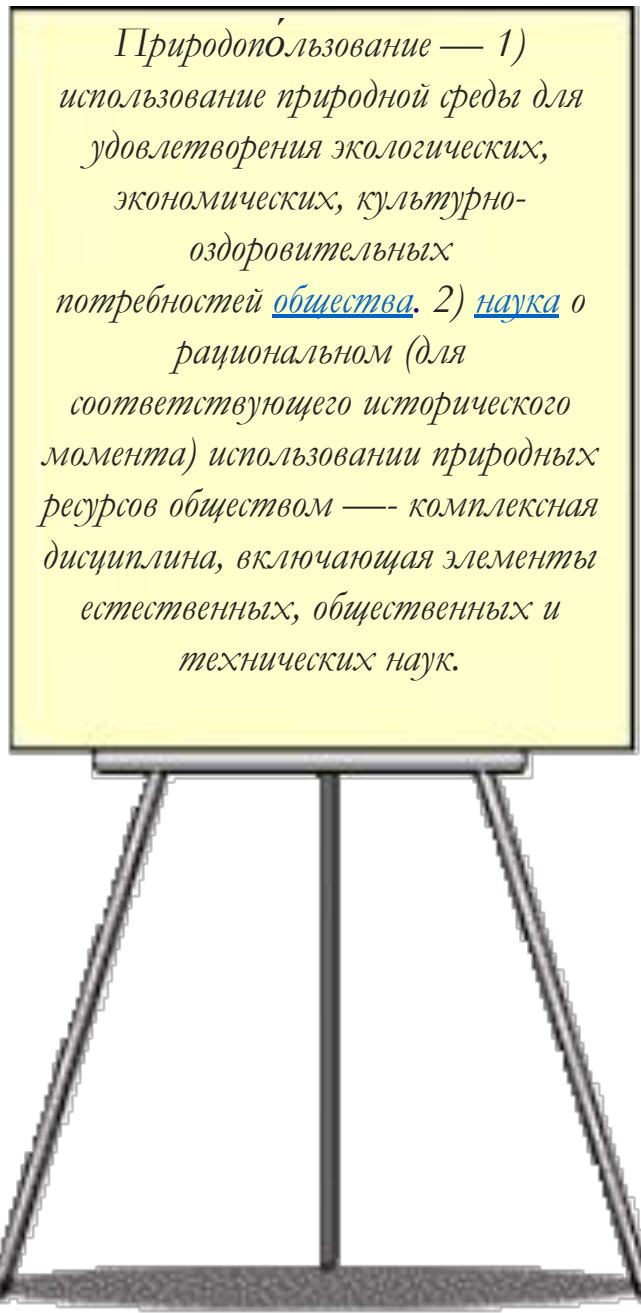 Природопо́льзование — 1)
использование природной среды для
удовлетворения экологических,
экономических, культурно-
оздоровительных
потребностей общества. 2) наука о
рациональном (для
соответствующего исторического
момента) использовании природных
ресурсов обществом —- комплексная
дисциплина, включающая элементы
естественных, общественных и
технических наук.